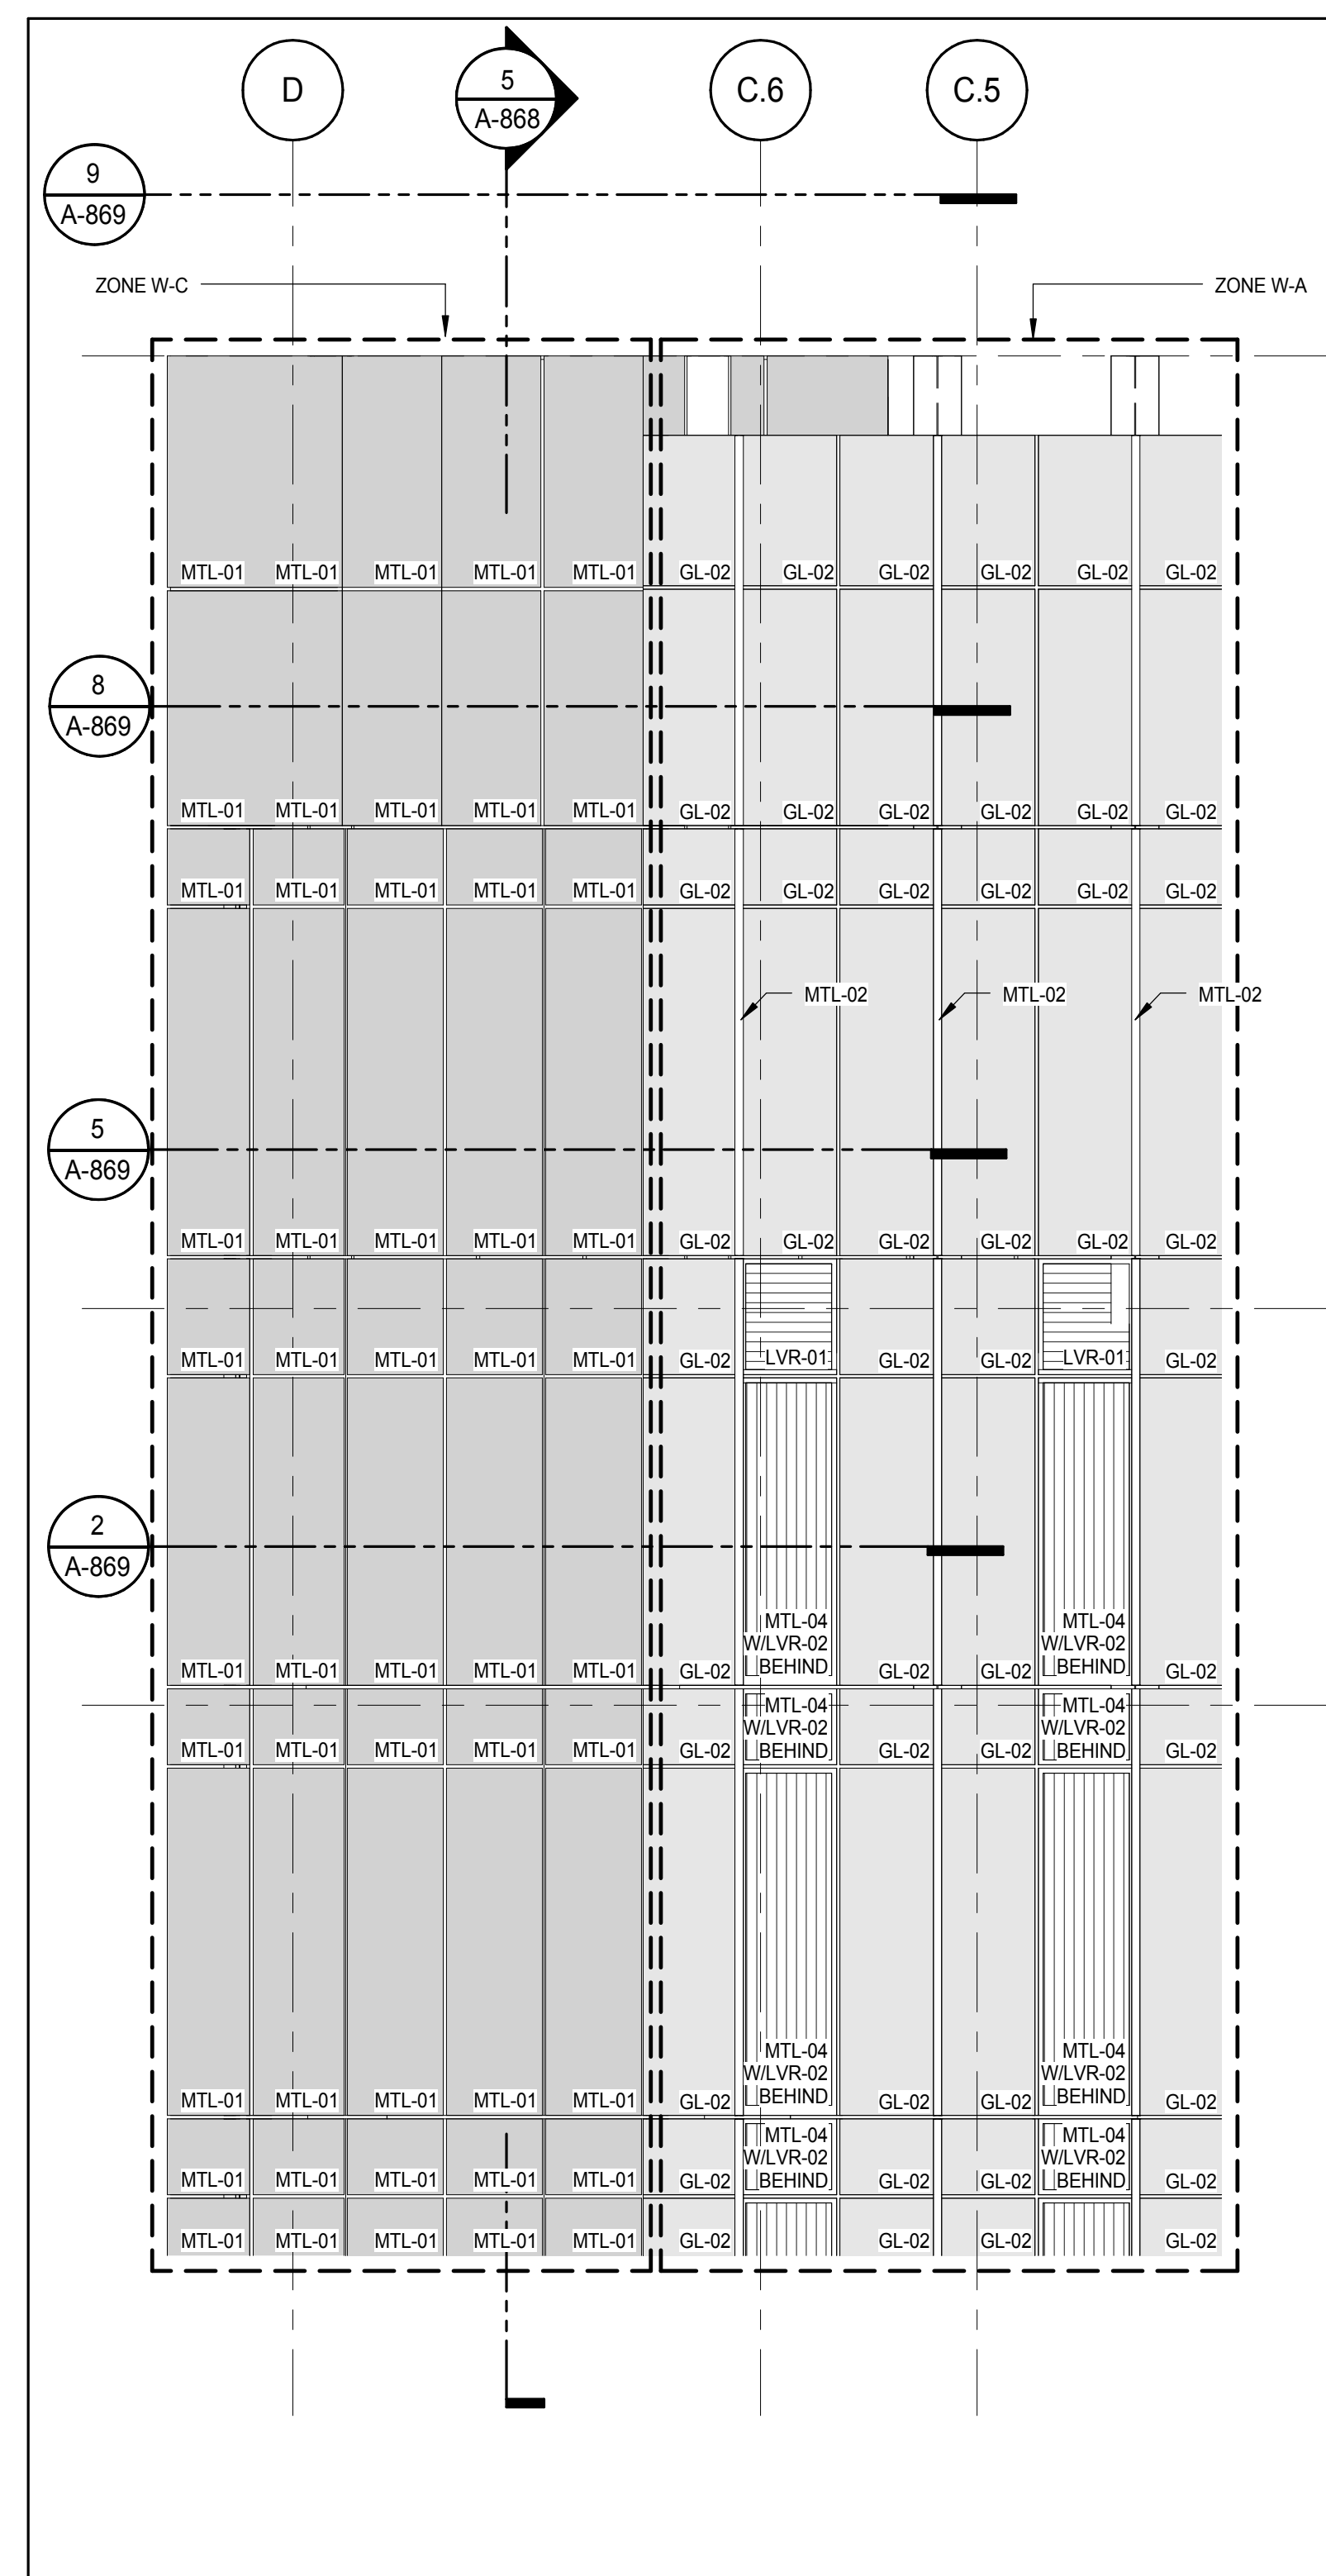 D
5
A-868
C.6
C.5
9
A-869
ZONE W-C
ZONE W-A
MTL-01 MTL-01 MTL-01 MTL-01 MTL-01 GL-02 GL-02 GL-02 GL-02 GL-02 GL-02
8
A-869
MTL-01 MTL-01 MTL-01 MTL-01 MTL-01 GL-02 GL-02 GL-02 GL-02 GL-02 GL-02
MTL-01 MTL-01 MTL-01 MTL-01 MTL-01 GL-02 GL-02 GL-02 GL-02 GL-02 GL-02
MTL-02 MTL-02 MTL-02
5
A-869
MTL-01 MTL-01 MTL-01 MTL-01 MTL-01 GL-02 GL-02 GL-02 GL-02 GL-02 GL-02
MTL-01 MTL-01 MTL-01 MTL-01 MTL-01 GL-02 LVR-01 GL-02 GL-02 LVR-01 GL-02
2
A-869
MTL-04
W/LVR-02
BEHIND
MTL-04
W/LVR-02
BEHIND
MTL-01 MTL-01 MTL-01 MTL-01 MTL-01 GL-02 GL-02 GL-02 GL-02
MTL-04
W/LVR-02
BEHIND
MTL-04
W/LVR-02
BEHIND
MTL-01 MTL-01 MTL-01 MTL-01 MTL-01 GL-02 GL-02 GL-02 GL-02
MTL-04
W/LVR-02
BEHIND
MTL-04
W/LVR-02
BEHIND
MTL-01 MTL-01 MTL-01 MTL-01 MTL-01 GL-02 GL-02 GL-02 GL-02
MTL-04
W/LVR-02
BEHIND
MTL-04
W/LVR-02
BEHIND
MTL-01 MTL-01 MTL-01 MTL-01 MTL-01 GL-02 GL-02 GL-02 GL-02
MTL-01 MTL-01 MTL-01 MTL-01 MTL-01 GL-02 GL-02 GL-02 GL-02